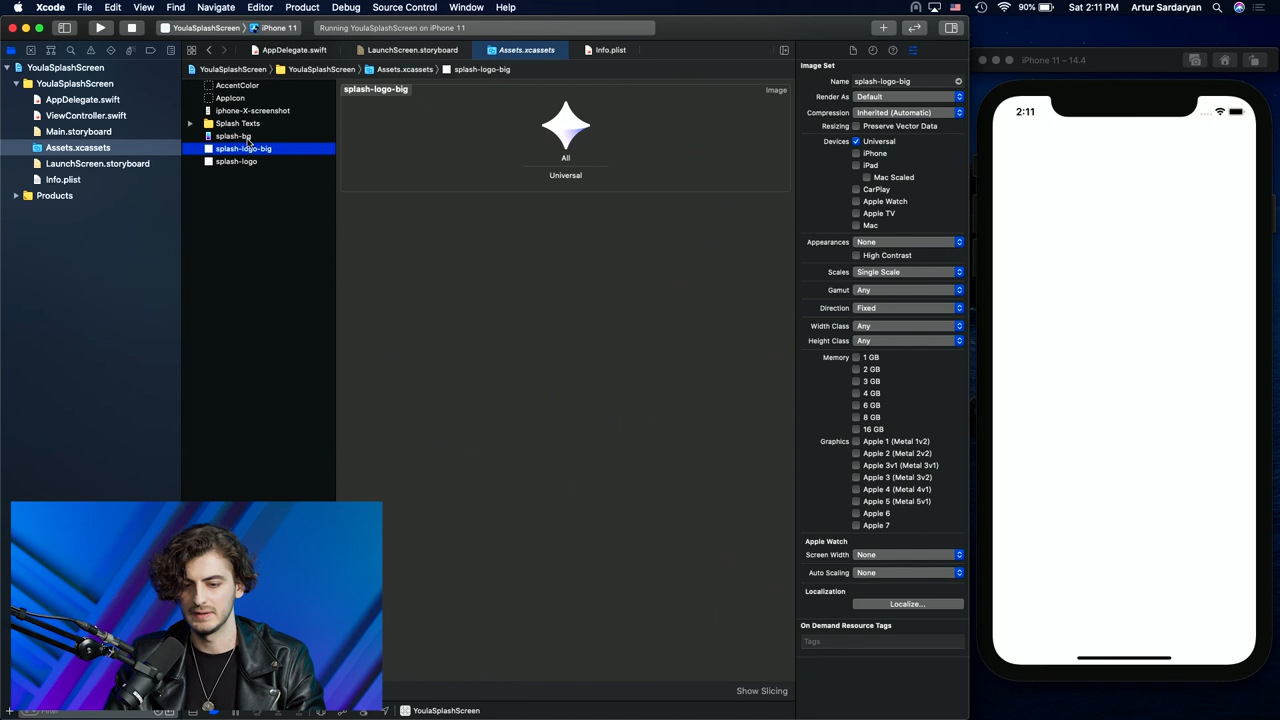 Xcode File Edit View Find Navigate Editor Product Debug Source Control Window Help 90% Sat 2:11 PM Artur Sardaryan
YoulaSplashScreen iPhone 11 Running YoulaSplashScreen on iPhone 11
iPhone 11 – 14.4
AppDelegate.swift LaunchScreen.storyboard Assets.xcassets Info.plist
YoulaSplashScreen
YoulaSplashScreen
AppDelegate.swift
ViewController.swift
Main.storyboard
Assets.xcassets
LaunchScreen.storyboard
Info.plist
Products
YoulaSplashScreen YoulaSplashScreen Assets.xcassets splash-logo-big
AccentColor
AppIcon
iphone-X-screenshot
Splash Texts
splash-bg
splash-logo-big
splash-logo
splash-logo-big Image
All
Universal
Show Slicing
YoulaSplashScreen
Image Set
Name splash-logo-big
Render As Default
Compression Inherited (Automatic)
Resizing Preserve Vector Data
Devices Universal
iPhone
iPad
Mac Scaled
CarPlay
Apple Watch
Apple TV
Mac
Appearances None
High Contrast
Scales Single Scale
Gamut Any
Direction Fixed
Width Class Any
Height Class Any
Memory 1 GB
2 GB
3 GB
4 GB
6 GB
8 GB
16 GB
Graphics Apple 1 (Metal 1v2)
Apple 2 (Metal 2v2)
Apple 3v1 (Metal 3v1)
Apple 3 (Metal 3v2)
Apple 4 (Metal 4v1)
Apple 5 (Metal 5v1)
Apple 6
Apple 7
Apple Watch
Screen Width None
Auto Scaling None
Localization
Localize...
On Demand Resource Tags
Tags
2:11